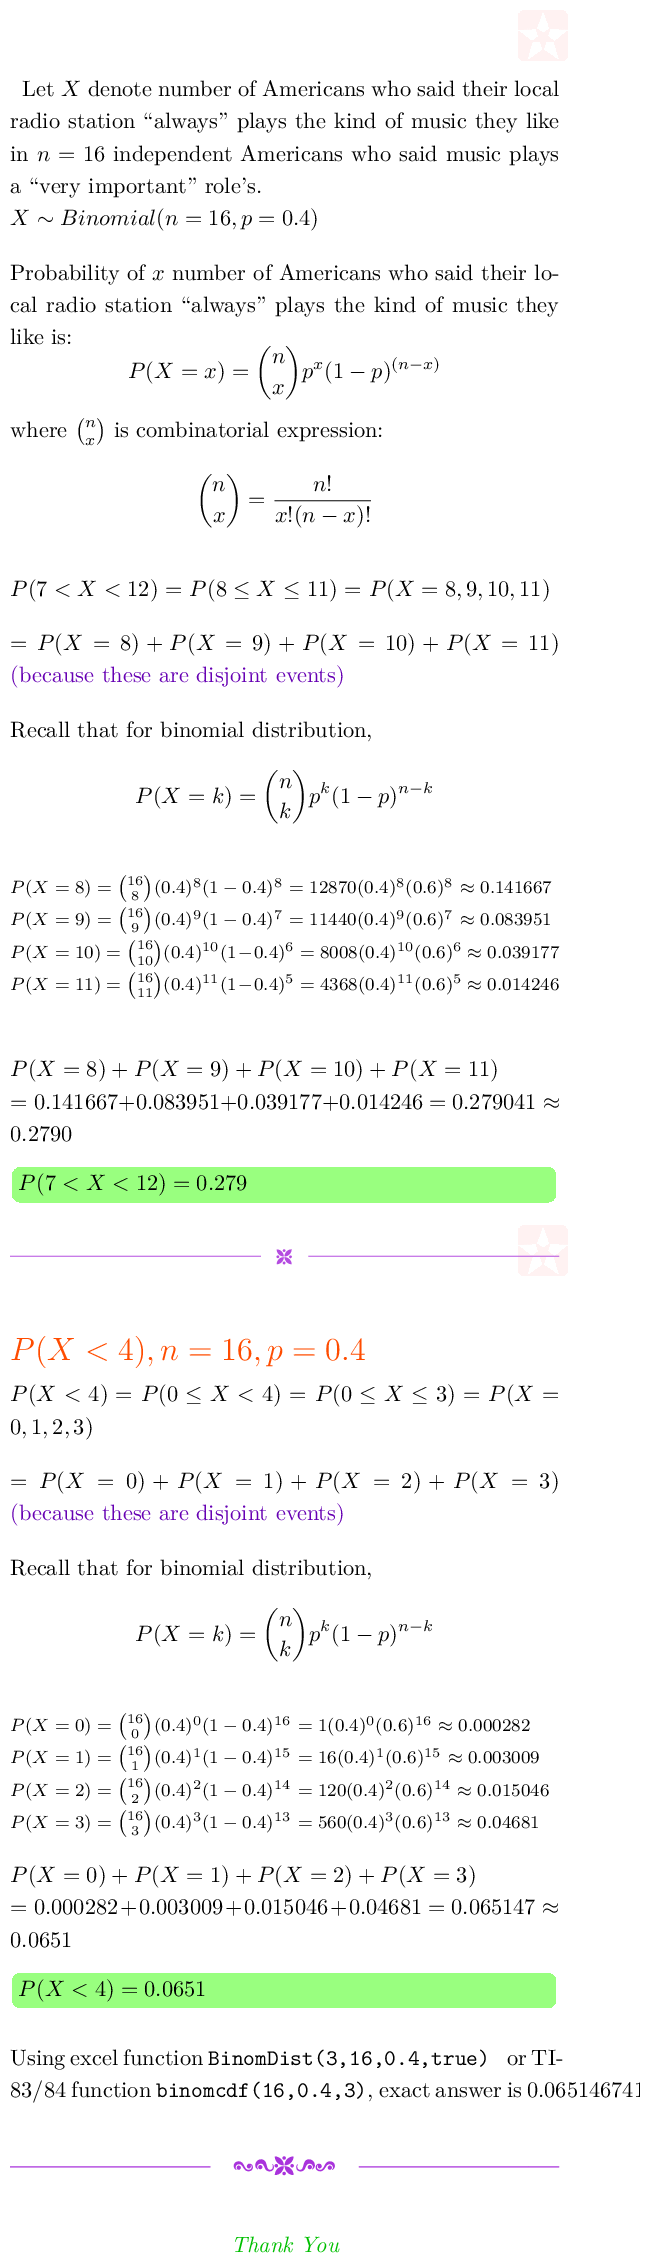 Let X denote number of Americans who said their local
radio station “always” plays the kind of music they like
in n = 16 independent Americans who said music plays
a “very important” role’s.
X ∼ Binomial(n = 16, p = 0.4)
Probability of x number of Americans who said their lo-
cal radio station “always” plays the kind of music they
like is:
P(X = x) = \binom{n}{x} p^x (1 − p)^{(n−x)}
where \binom{n}{x} is combinatorial expression:
\binom{n}{x} = \frac{n!}{x!(n − x)!}
P(7 < X < 12) = P(8 ≤ X ≤ 11) = P(X = 8, 9, 10, 11)
= P(X = 8) + P(X = 9) + P(X = 10) + P(X = 11)
(because these are disjoint events)
Recall that for binomial distribution,
P(X = k) = \binom{n}{k} p^k (1 − p)^{n−k}
P(X = 8) = \binom{16}{8} (0.4)^8 (1 − 0.4)^8 = 12870(0.4)^8 (0.6)^8 ≈ 0.141667
P(X = 9) = \binom{16}{9} (0.4)^9 (1 − 0.4)^7 = 11440(0.4)^9 (0.6)^7 ≈ 0.083951
P(X = 10) = \binom{16}{10} (0.4)^{10} (1−0.4)^6 = 8008(0.4)^{10} (0.6)^6 ≈ 0.039177
P(X = 11) = \binom{16}{11} (0.4)^{11} (1−0.4)^5 = 4368(0.4)^{11} (0.6)^5 ≈ 0.014246
P(X = 8) + P(X = 9) + P(X = 10) + P(X = 11)
= 0.141667+0.083951+0.039177+0.014246 = 0.279041 ≈
0.2790
P(7 < X < 12) = 0.279
P(X < 4), n = 16, p = 0.4
P(X < 4) = P(0 ≤ X < 4) = P(0 ≤ X ≤ 3) = P(X =
0, 1, 2, 3)
= P(X = 0) + P(X = 1) + P(X = 2) + P(X = 3)
(because these are disjoint events)
Recall that for binomial distribution,
P(X = k) = \binom{n}{k} p^k (1 − p)^{n−k}
P(X = 0) = \binom{16}{0} (0.4)^0 (1 − 0.4)^{16} = 1(0.4)^0 (0.6)^{16} ≈ 0.000282
P(X = 1) = \binom{16}{1} (0.4)^1 (1 − 0.4)^{15} = 16(0.4)^1 (0.6)^{15} ≈ 0.003009
P(X = 2) = \binom{16}{2} (0.4)^2 (1 − 0.4)^{14} = 120(0.4)^2 (0.6)^{14} ≈ 0.015046
P(X = 3) = \binom{16}{3} (0.4)^3 (1 − 0.4)^{13} = 560(0.4)^3 (0.6)^{13} ≈ 0.04681
P(X = 0) + P(X = 1) + P(X = 2) + P(X = 3)
= 0.000282+0.003009+0.015046+0.04681 = 0.065147 ≈
0.0651
P(X < 4) = 0.0651
Using excel function BinomDist(3,16,0.4,true) or TI-
83/84 function binomcdf(16,0.4,3), exact answer is 0.065146741
Thank You